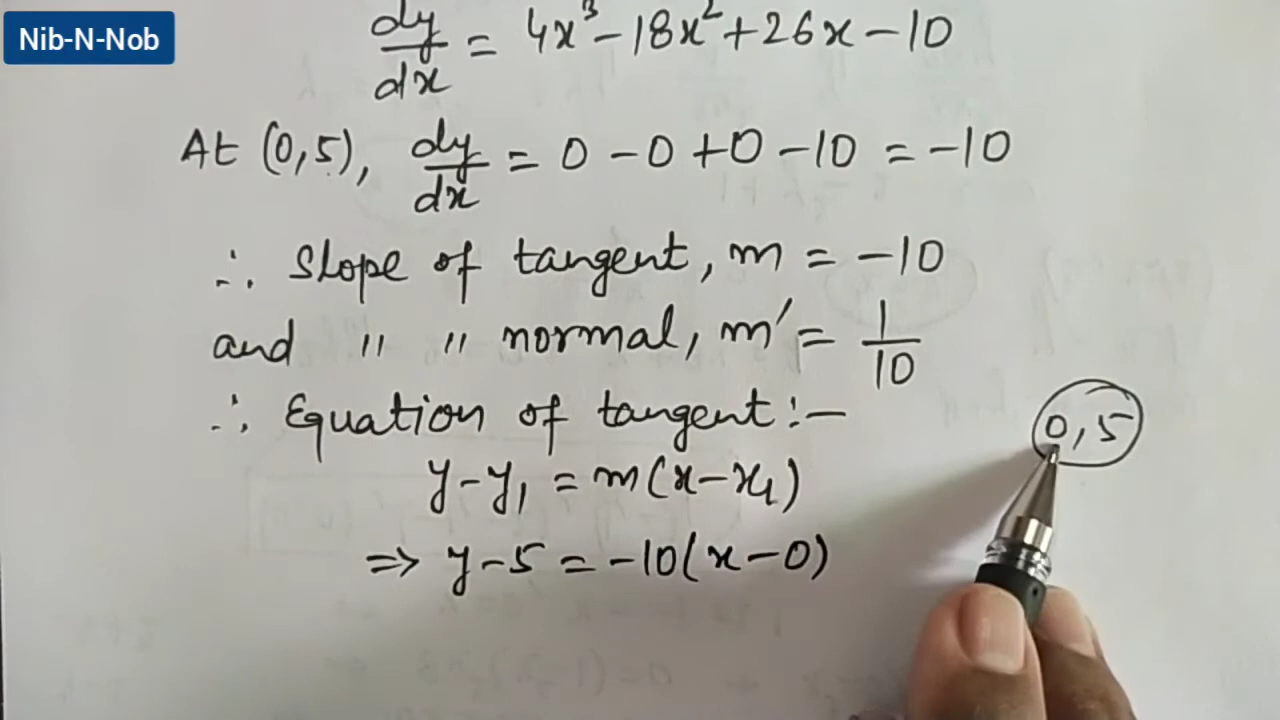 Nib-N-Nob
dy/dx = 4x³ - 18x² + 26x - 10
At (0,5), dy/dx = 0 - 0 + 0 - 10 = -10
∴ Slope of tangent, m = -10
and " " normal, m' = 1/10
∴ Equation of tangent :-
0,5
y - y₁ = m(x - x₁)
⇒ y - 5 = -10(x - 0)